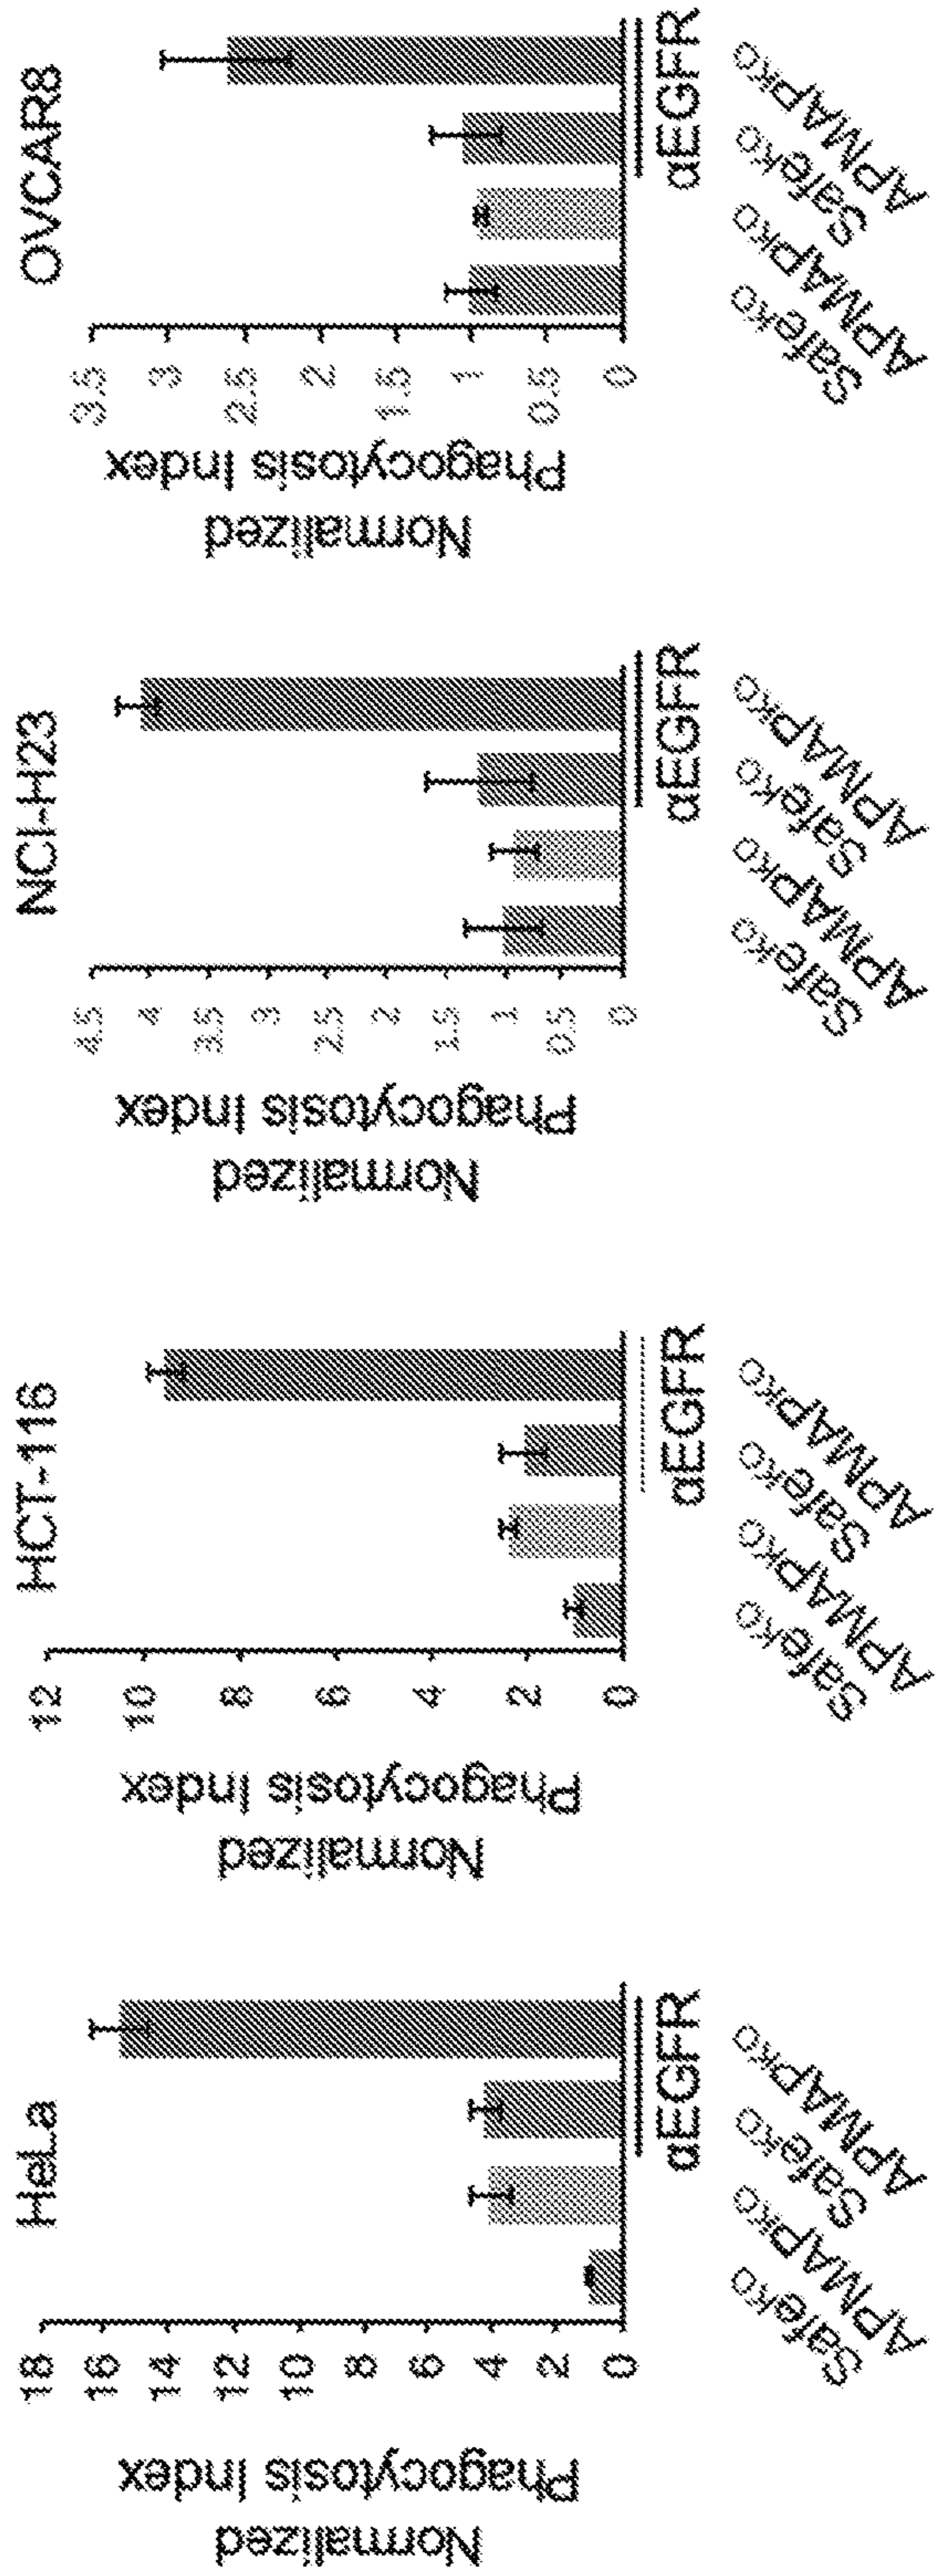 HeLa
Normalized
Phagocytosis Index
18
16
14
12
10
8
6
4
2
0
αEGFR
SafeKO
APMAPKO
SafeKO
APMAPKO
HCT-116
Normalized
Phagocytosis Index
12
10
8
6
4
2
0
αEGFR
SafeKO
APMAPKO
SafeKO
APMAPKO
NCI-H23
Normalized
Phagocytosis Index
4.5
4
3.5
3
2.5
2
1.5
1
0.5
0
αEGFR
SafeKO
APMAPKO
SafeKO
APMAPKO
OVCAR8
Normalized
Phagocytosis Index
3.5
3
2.5
2
1.5
1
0.5
0
αEGFR
SafeKO
APMAPKO
SafeKO
APMAPKO